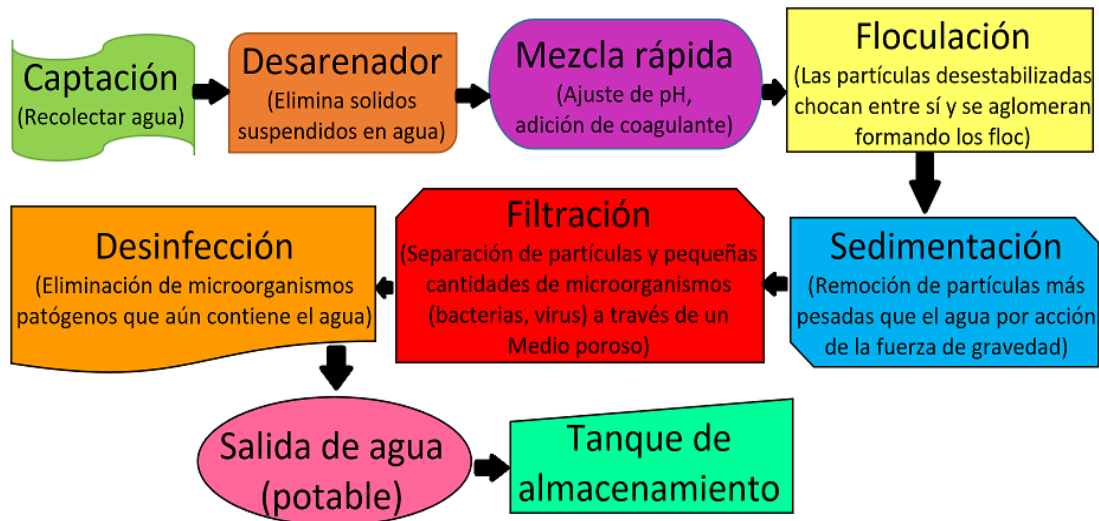 Captación
(Recolectar agua)
Desarenador
(Elimina solidos
suspendidos en agua)
Mezcla rápida
(Ajuste de pH,
adición de coagulante)
Floculación
(Las partículas desestabilizadas
chocan entre sí y se aglomeran
formando los floc)
Sedimentación
(Remoción de partículas más
pesadas que el agua por acción
de la fuerza de gravedad)
Filtración
(Separación de partículas y pequeñas
cantidades de microorganismos
(bacterias, virus) a través de un
Medio poroso)
Desinfección
(Eliminación de microorganismos
patógenos que aún contiene el agua)
Salida de agua
(potable)
Tanque de
almacenamiento